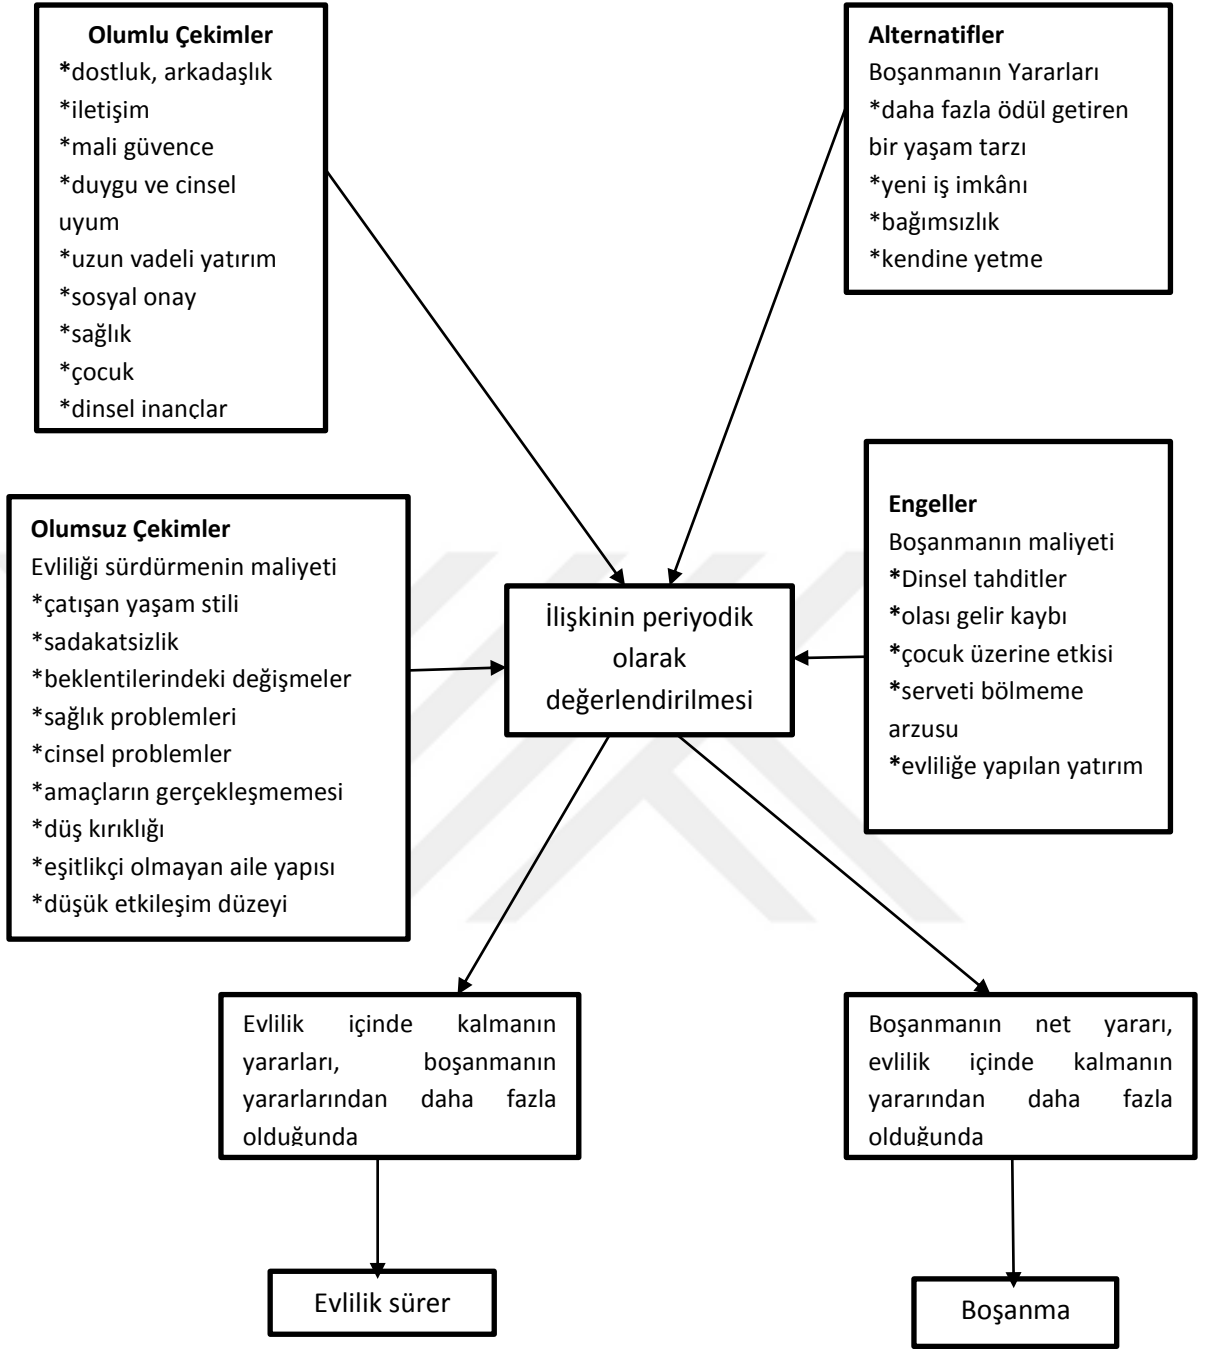 Olumlu Çekimler
*dostluk, arkadaşlık
*iletişim
*mali güvence
*duygu ve cinsel
uyum
*uzun vadeli yatırım
*sosyal onay
*sağlık
*çocuk
*dinsel inançlar
Alternatifler
Boşanmanın Yararları
*daha fazla ödül getiren
bir yaşam tarzı
*yeni iş imkânı
*bağımsızlık
*kendine yetme
Olumsuz Çekimler
Evliliği sürdürmenin maliyeti
*çatışan yaşam stili
*sadakatsizlik
*beklentilerindeki değişmeler
*sağlık problemleri
*cinsel problemler
*amaçların gerçekleşmemesi
*düş kırıklığı
*eşitlikçi olmayan aile yapısı
*düşük etkileşim düzeyi
İlişkinin periyodik
olarak
değerlendirilmesi
Engeller
Boşanmanın maliyeti
*Dinsel tahditler
*olası gelir kaybı
*çocuk üzerine etkisi
*serveti bölmeme
arzusu
*evliliğe yapılan yatırım
Evlilik içinde kalmanın
yararları, boşanmanın
yararlarından daha fazla
olduğunda
Boşanmanın net yararı,
evlilik içinde kalmanın
yararından daha fazla
olduğunda
Evlilik sürer
Boşanma